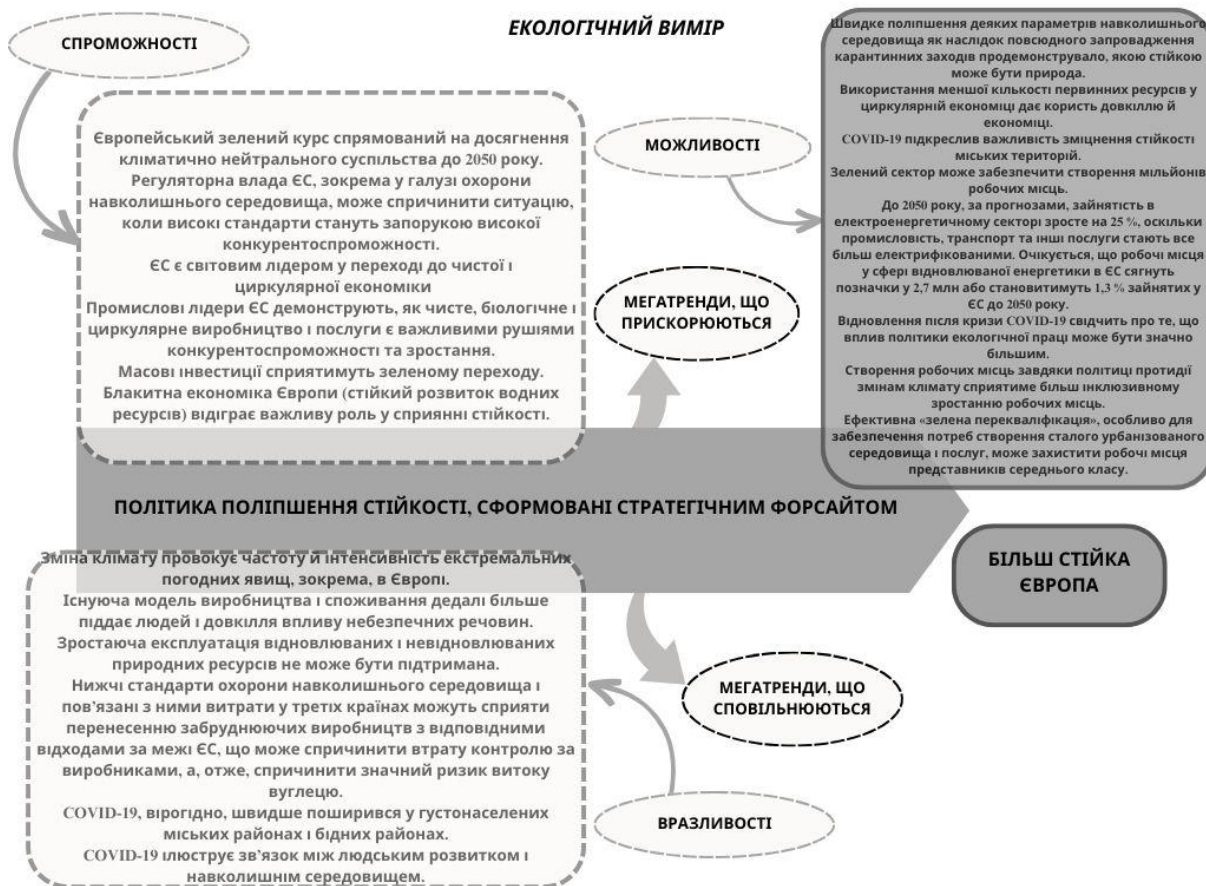 ЕКОЛОГІЧНИЙ ВИМІР
СПРОМОЖНОСТІ
Європейський зелений курс спрямований на досягнення
кліматично нейтрального суспільства до 2050 року.
Регуляторна влада ЄС, зокрема у галузі охорони
навколишнього середовища, може спричинити ситуацію,
коли високі стандарти стануть запорукою високої
конкурентоспроможності.
ЄС є світовим лідером у переході до чистої і
циркулярної економіки
Промислові лідери ЄС демонструють, як чисте, біологічне і
циркулярне виробництво і послуги є важливими рушіями
конкурентоспроможності та зростання.
Масові інвестиції сприятимуть зеленому переходу.
Блакитна економіка Європи (стійкий розвиток водних
ресурсів) відіграє важливу роль у сприянні стійкості.
МОЖЛИВОСТІ
Швидке поліпшення деяких параметрів навколишнього
середовища як наслідок повсюдного запровадження
карантинних заходів продемонструвало, якою стійкою
може бути природа.
Використання меншої кількості первинних ресурсів у
циркулярній економіці дає користь довкіллю й
економіці.
COVID-19 підкреслив важливість зміцнення стійкості
міських територій.
Зелений сектор може забезпечити створення мільйонів
робочих місць.
До 2050 року, за прогнозами, зайнятість в
електроенергетичному секторі зросте на 25 %, оскільки
промисловість, транспорт та інші послуги стають все
більш електрифікованими. Очікується, що робочі місця
у сфері відновлюваної енергетики в ЄС сягнуть
позначки у 2,7 млн або становитимуть 1,3 % зайнятих у
ЄС до 2050 року.
Відновлення після кризи COVID-19 свідчить про те, що
вплив політики екологічної праці може бути значно
більшим.
Створення робочих місць завдяки політиці протидії
змінам клімату сприятиме більш інклюзивному
зростанню робочих місць.
Ефективна «зелена перекваліфікація», особливо для
забезпечення потреб створення сталого урбанізованого
середовища і послуг, може захистити робочі місця
представників середнього класу.
МЕГАТРЕНДИ, ЩО
ПРИСКОРЮЮТЬСЯ
ПОЛІТИКА ПОЛІПШЕННЯ СТІЙКОСТІ, СФОРМОВАНІ СТРАТЕГІЧНИМ ФОРСАЙТОМ
БІЛЬШ СТІЙКА
ЄВРОПА
Зміна клімату провокує частоту й інтенсивність екстремальних
погодних явищ, зокрема, в Європі.
Існуюча модель виробництва і споживання дедалі більше
піддає людей і довкілля впливу небезпечних речовин.
Зростаюча експлуатація відновлюваних і невідновлюваних
природних ресурсів не може бути підтримана.
Нижчі стандарти охорони навколишнього середовища і
пов’язані з ними витрати у третіх країнах можуть сприяти
перенесенню забруднюючих виробництв з відповідними
відходами за межі ЄС, що може спричинити втрату контролю за
виробниками, а, отже, спричинити значний ризик витоку
вуглецю.
COVID-19, вірогідно, швидше поширився у густонаселених
міських районах і бідних районах.
COVID-19 ілюструє зв’язок між людським розвитком і
навколишнім середовищем.
МЕГАТРЕНДИ, ЩО
СПОВІЛЬНЮЮТЬСЯ
ВРАЗЛИВОСТІ